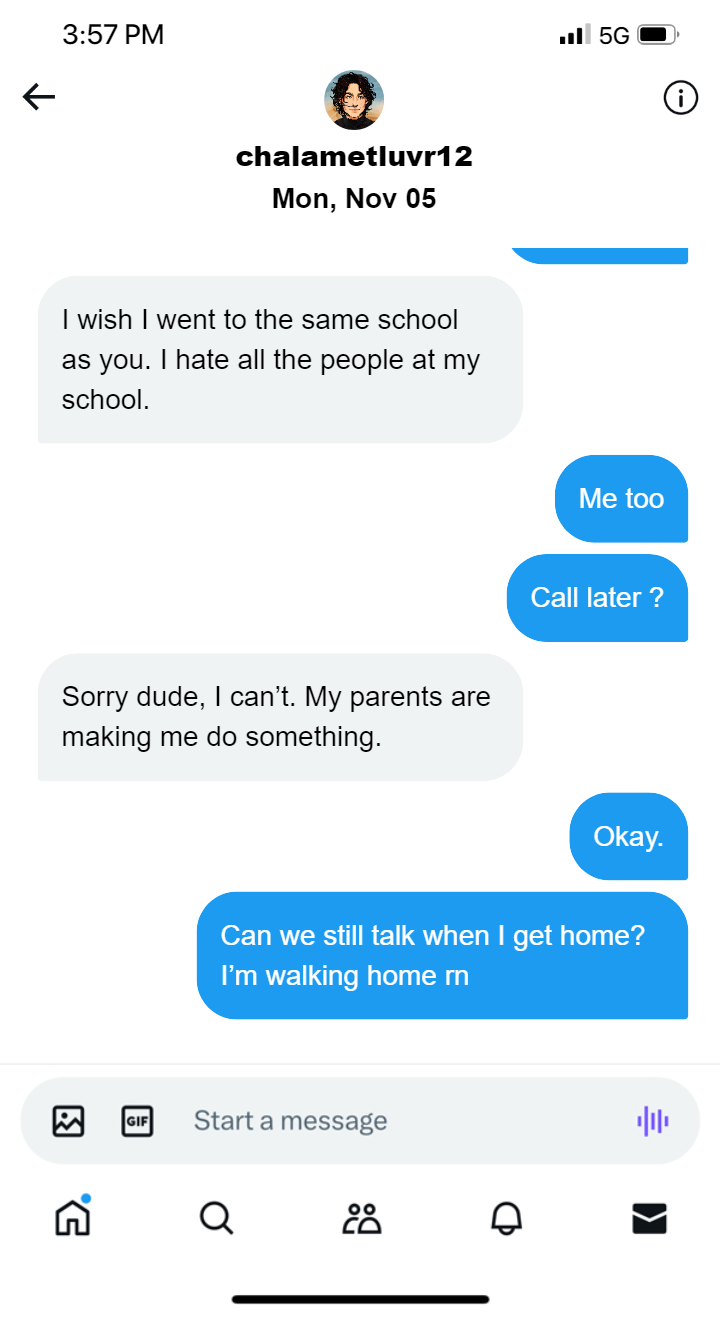 3:57 PM
5G
chalametluvr12
Mon, Nov 05
I wish I went to the same school
as you. I hate all the people at my
school.
Me too
Call later ?
Sorry dude, I can’t. My parents are
making me do something.
Okay.
Can we still talk when I get home?
I’m walking home rn
GIF
Start a message